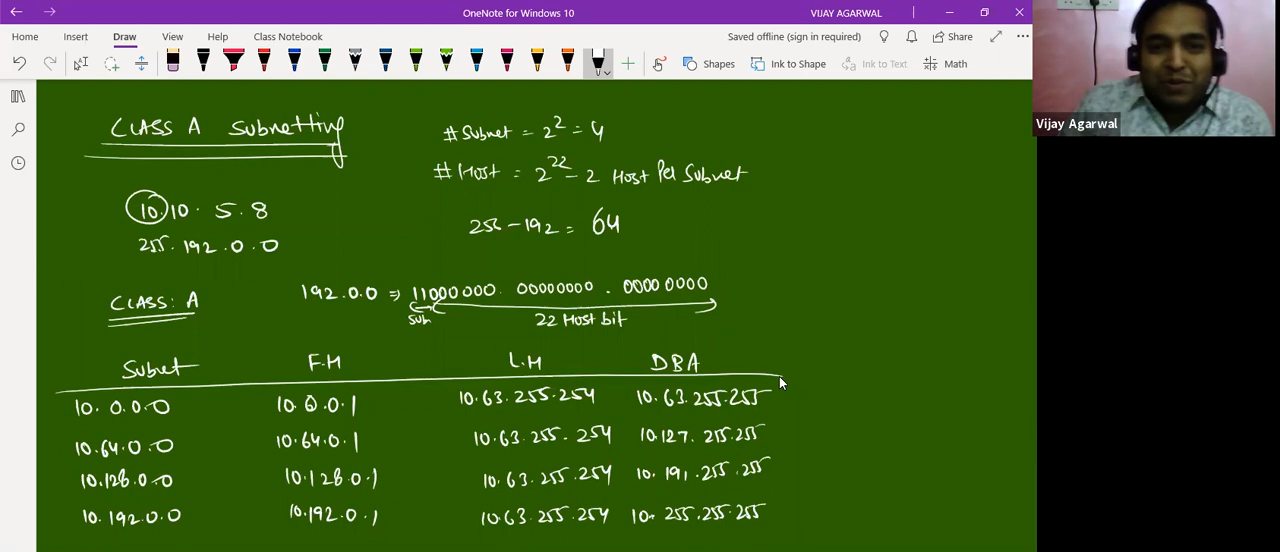 OneNote for Windows 10
VIJAY AGARWAL
Home Insert Draw View Help Class Notebook
Saved offline (sign in required) Share
Shapes Ink to Shape Ink to Text Math
CLASS A Subnetting
#Subnet = 2² = 4
#Host = 2²² - 2 Host Per Subnet
10.10.5.8
255.192.0.0
256 - 192 = 64
CLASS: A
192.0.0 ⇒ 11000000. 00000000 . 00000000
Sub 22 Host bit
Subnet F.H L.H DBA
10.0.0.0 10.0.0.1 10.63.255.254 10.63.255.255
10.64.0.0 10.64.0.1 10.63.255.254 10.127.255.255
10.128.0.0 10.128.0.1 10.63.255.254 10.191.255.255
10.192.0.0 10.192.0.1 10.63.255.254 10.255.255.255
Vijay Agarwal